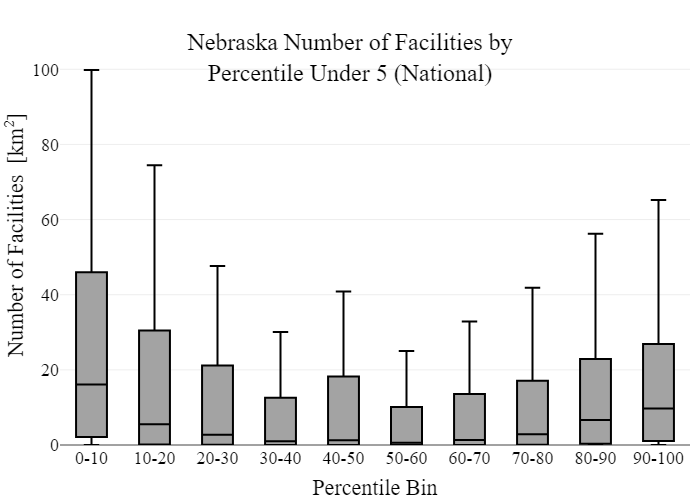 Nebraska Number of Facilities by
Percentile Under 5 (National)
Number of Facilities [km²]
100
80
60
40
20
0
0-10 10-20 20-30 30-40 40-50 50-60 60-70 70-80 80-90 90-100
Percentile Bin